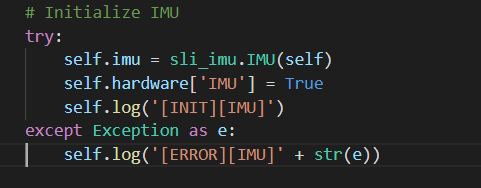 # Initialize IMU
try:
    self.imu = sli_imu.IMU(self)
    self.hardware['IMU'] = True
    self.log('[INIT][IMU]')
except Exception as e:
    self.log('[ERROR][IMU]' + str(e))